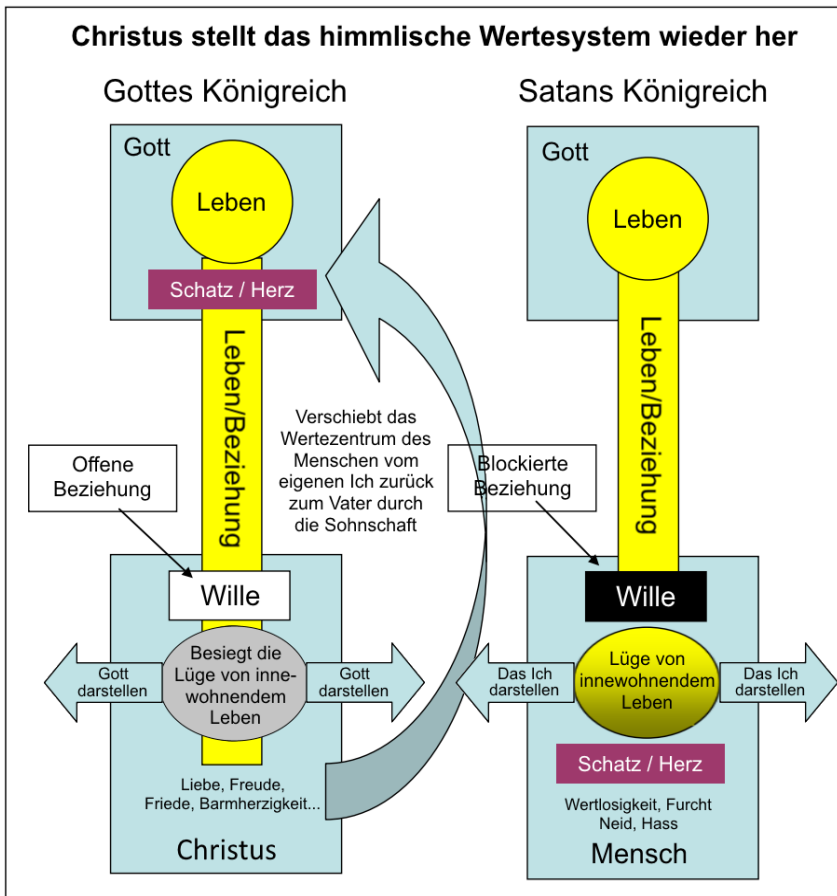 Christus stellt das himmlische Wertesystem wieder her
Gottes Königreich
Gott
Leben
Schatz / Herz
Leben/Beziehung
Offene
Beziehung
Wille
Gott
darstellen
Besiegt die
Lüge von inne-
wohnendem
Leben
Gott
darstellen
Liebe, Freude,
Friede, Barmherzigkeit...
Christus
Verschiebt das
Wertezentrum des
Menschen vom
eigenen Ich zurück
zum Vater durch
die Sohnschaft
Satans Königreich
Gott
Leben
Leben/Beziehung
Blockierte
Beziehung
Wille
Das Ich
darstellen
Lüge von
innewohnendem
Leben
Das Ich
darstellen
Schatz / Herz
Wertlosigkeit, Furcht
Neid, Hass
Mensch